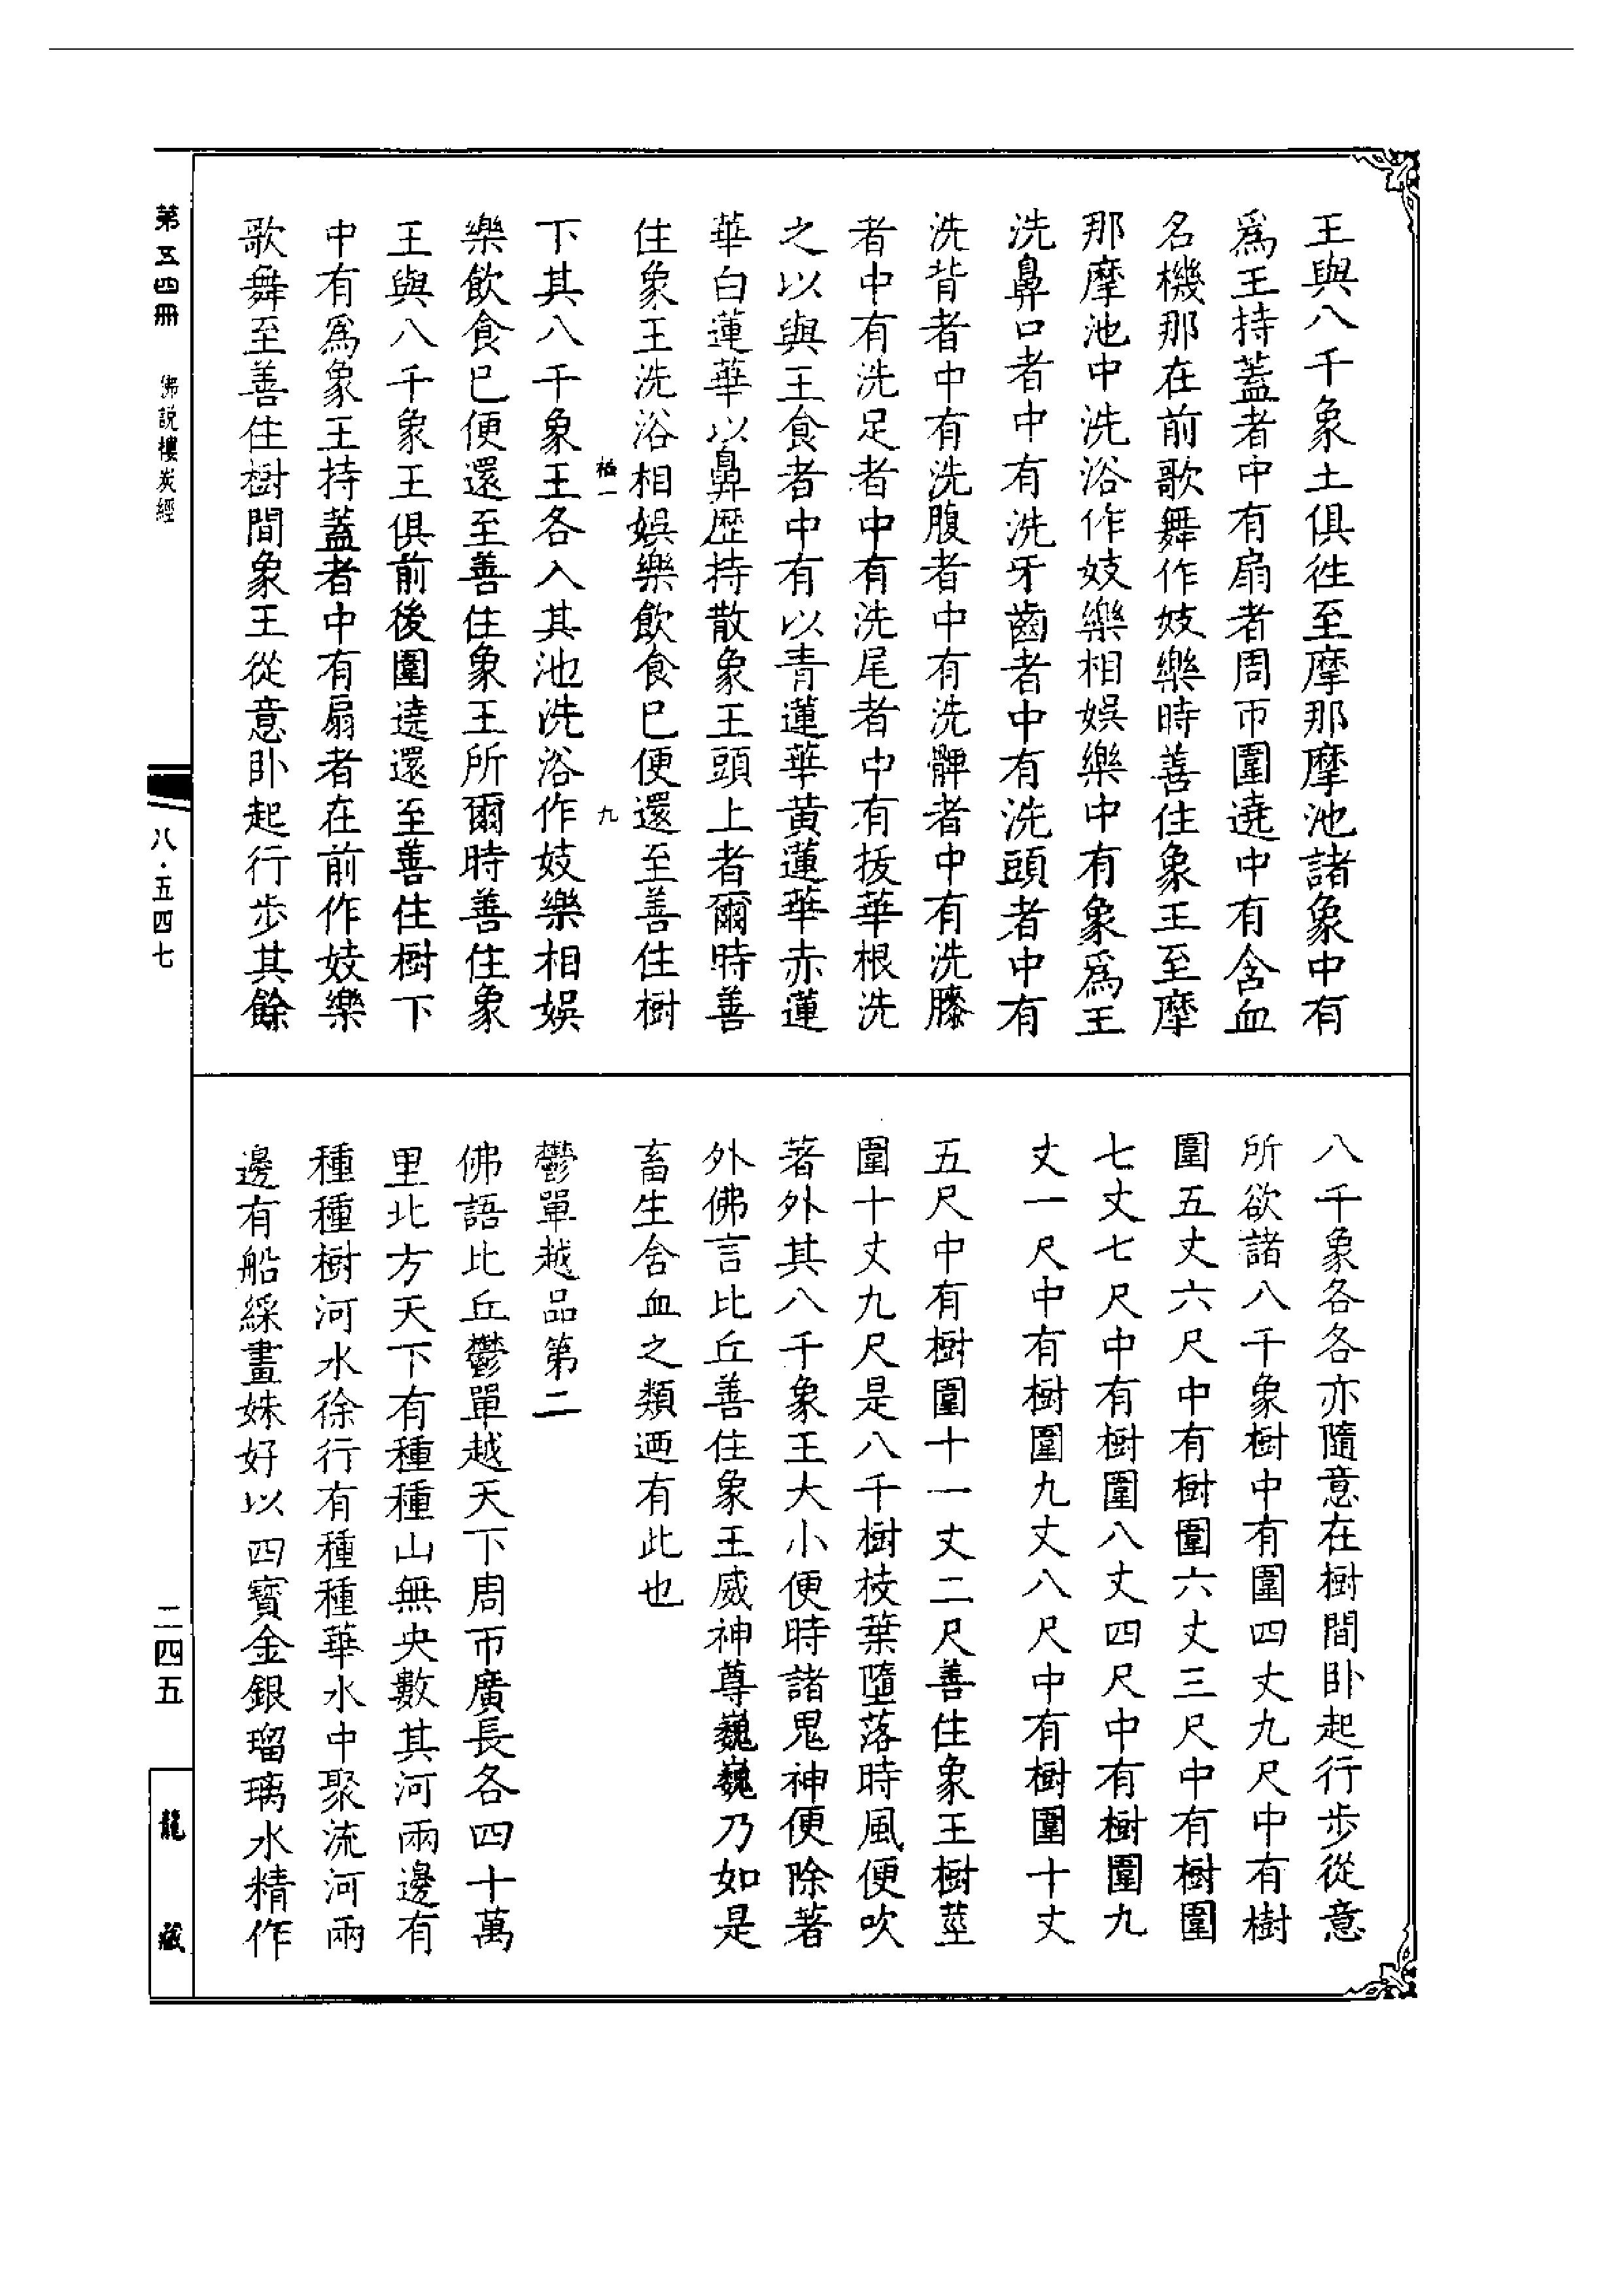 王與八千象土俱徃至摩那摩池諸象中有
爲王持蓋者中有扇者周帀圍遶中有含血
名機那在前歌舞作妓樂時善住象王至摩
那摩池中洗浴作妓樂相娛樂中有象爲王
洗鼻口者中有洗牙齒者中有洗頭者中有
洗背者中有洗腹者中有洗髀者中有洗膝
者中有洗足者中有洗尾者中有拔華根洗
之以與王食者中有以青蓮華黃蓮華赤蓮
華白蓮華以鼻歷持散象王頭上者爾時善
住象王洗浴相娛樂飲食已便還至善住樹
下其八千象王各入其池洗浴作妓樂相娛
樂飲食已便還至善住象王所爾時善住象
王與八千象王俱前後圍遶還至善住樹下
中有爲象王持蓋者中有扇者在前作妓樂
歌舞至善住樹間象王從意卧起行步其餘
八千象各各亦隨意在樹間卧起行步從意
所欲諸八千象樹中有圍四丈九尺中有樹
圍五丈六尺中有樹圍六丈三尺中有樹圍
七丈七尺中有樹圍八丈四尺中有樹圍九
丈一尺中有樹圍九丈八尺中有樹圍十丈
五尺中有樹圍十一丈二尺善住象王樹莖
圍十丈九尺是八千樹枝葉墮落時風便吹
著外其八千象王大小便時諸鬼神便除著
外佛言比丘善住象王威神尊巍巍乃如是
畜生含血之類迺有此也
鬱單越品第二
佛語比丘鬱單越天下周帀廣長各四十萬
里北方天下有種種山無央數其河兩邊有
種種樹河水徐行有種種華水中聚流河兩
邊有船綵畫姝好以四寶金銀瑠璃水精作
第五四冊 佛說樓炭經
八·五四七
二四五
龍藏
九